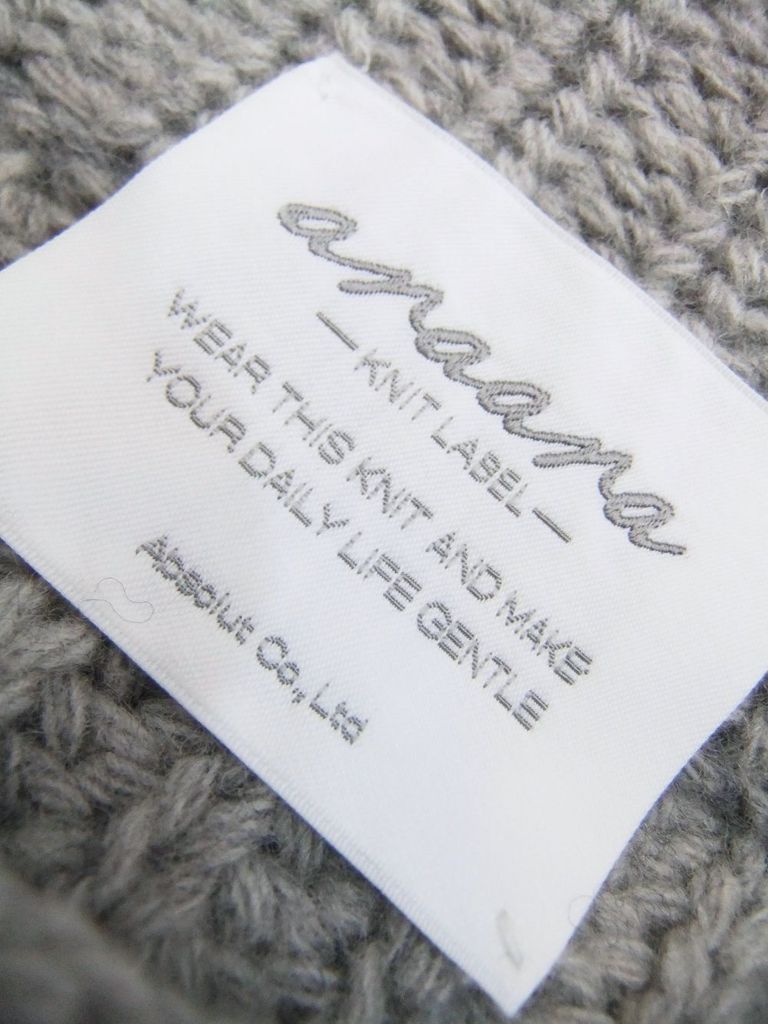 anaana
— KNIT LABEL —
WEAR THIS KNIT AND MAKE
YOUR DAILY LIFE GENTLE
Absolut Co., Ltd